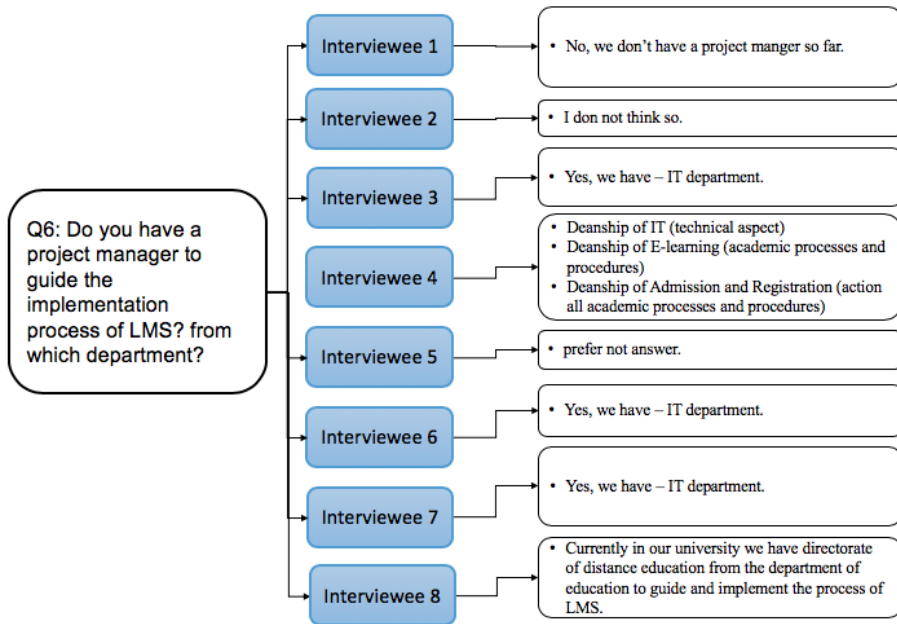 Q6: Do you have a
project manager to
guide the
implementation
process of LMS? from
which department?
Interviewee 1
• No, we don’t have a project manger so far.
Interviewee 2
• I don not think so.
Interviewee 3
• Yes, we have – IT department.
Interviewee 4
• Deanship of IT (technical aspect)
• Deanship of E-learning (academic processes and
procedures)
• Deanship of Admission and Registration (action
all academic processes and procedures)
Interviewee 5
• prefer not answer.
Interviewee 6
• Yes, we have – IT department.
Interviewee 7
• Yes, we have – IT department.
Interviewee 8
• Currently in our university we have directorate
of distance education from the department of
education to guide and implement the process of
LMS.